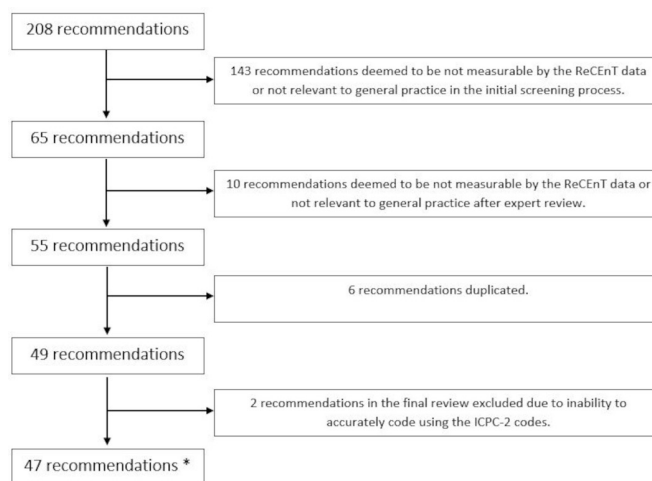 208 recommendations
143 recommendations deemed to be not measurable by the ReCEnT data
or not relevant to general practice in the initial screening process.
65 recommendations
10 recommendations deemed to be not measurable by the ReCEnT data or
not relevant to general practice after expert review.
55 recommendations
6 recommendations duplicated.
49 recommendations
2 recommendations in the final review excluded due to inability to
accurately code using the ICPC-2 codes.
47 recommendations *